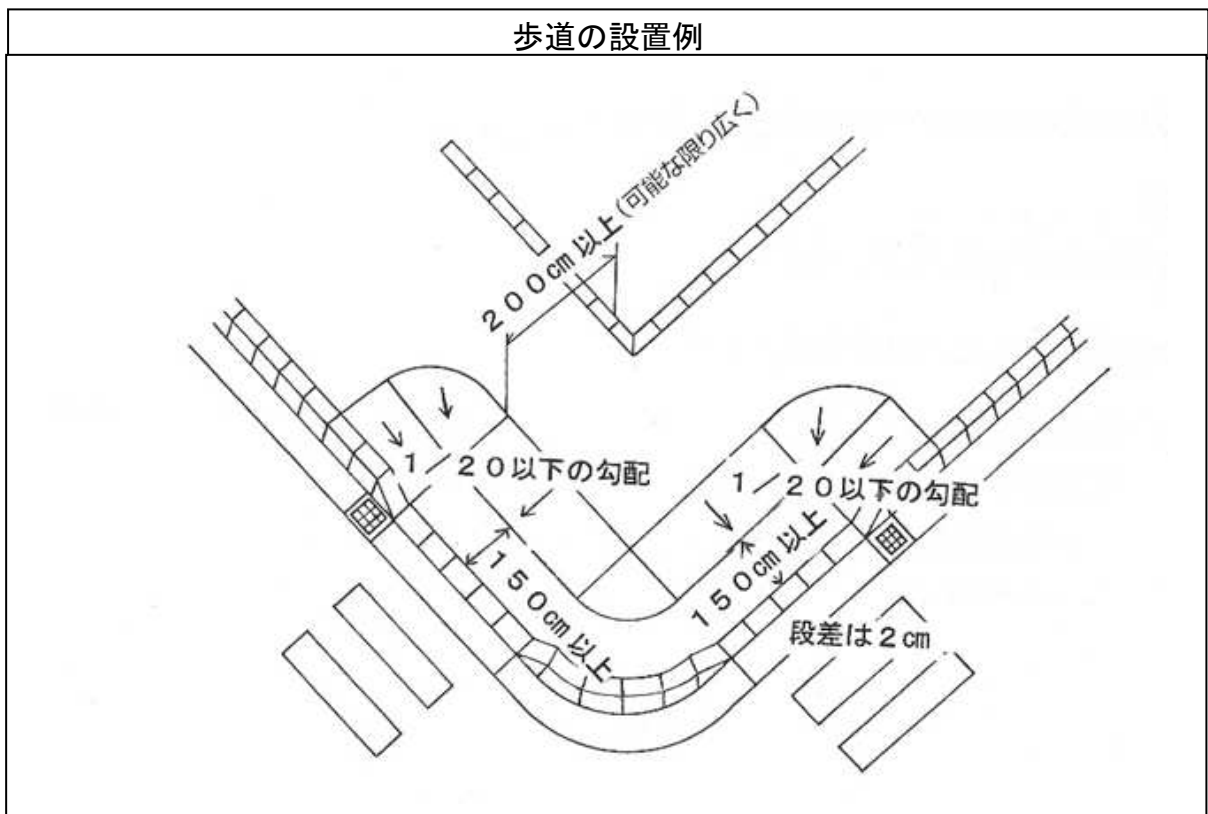 歩道の設置例
200cm以上(可能な限り広く)
1/20以下の勾配
1/20以下の勾配
150cm以上
150cm以上
段差は2cm